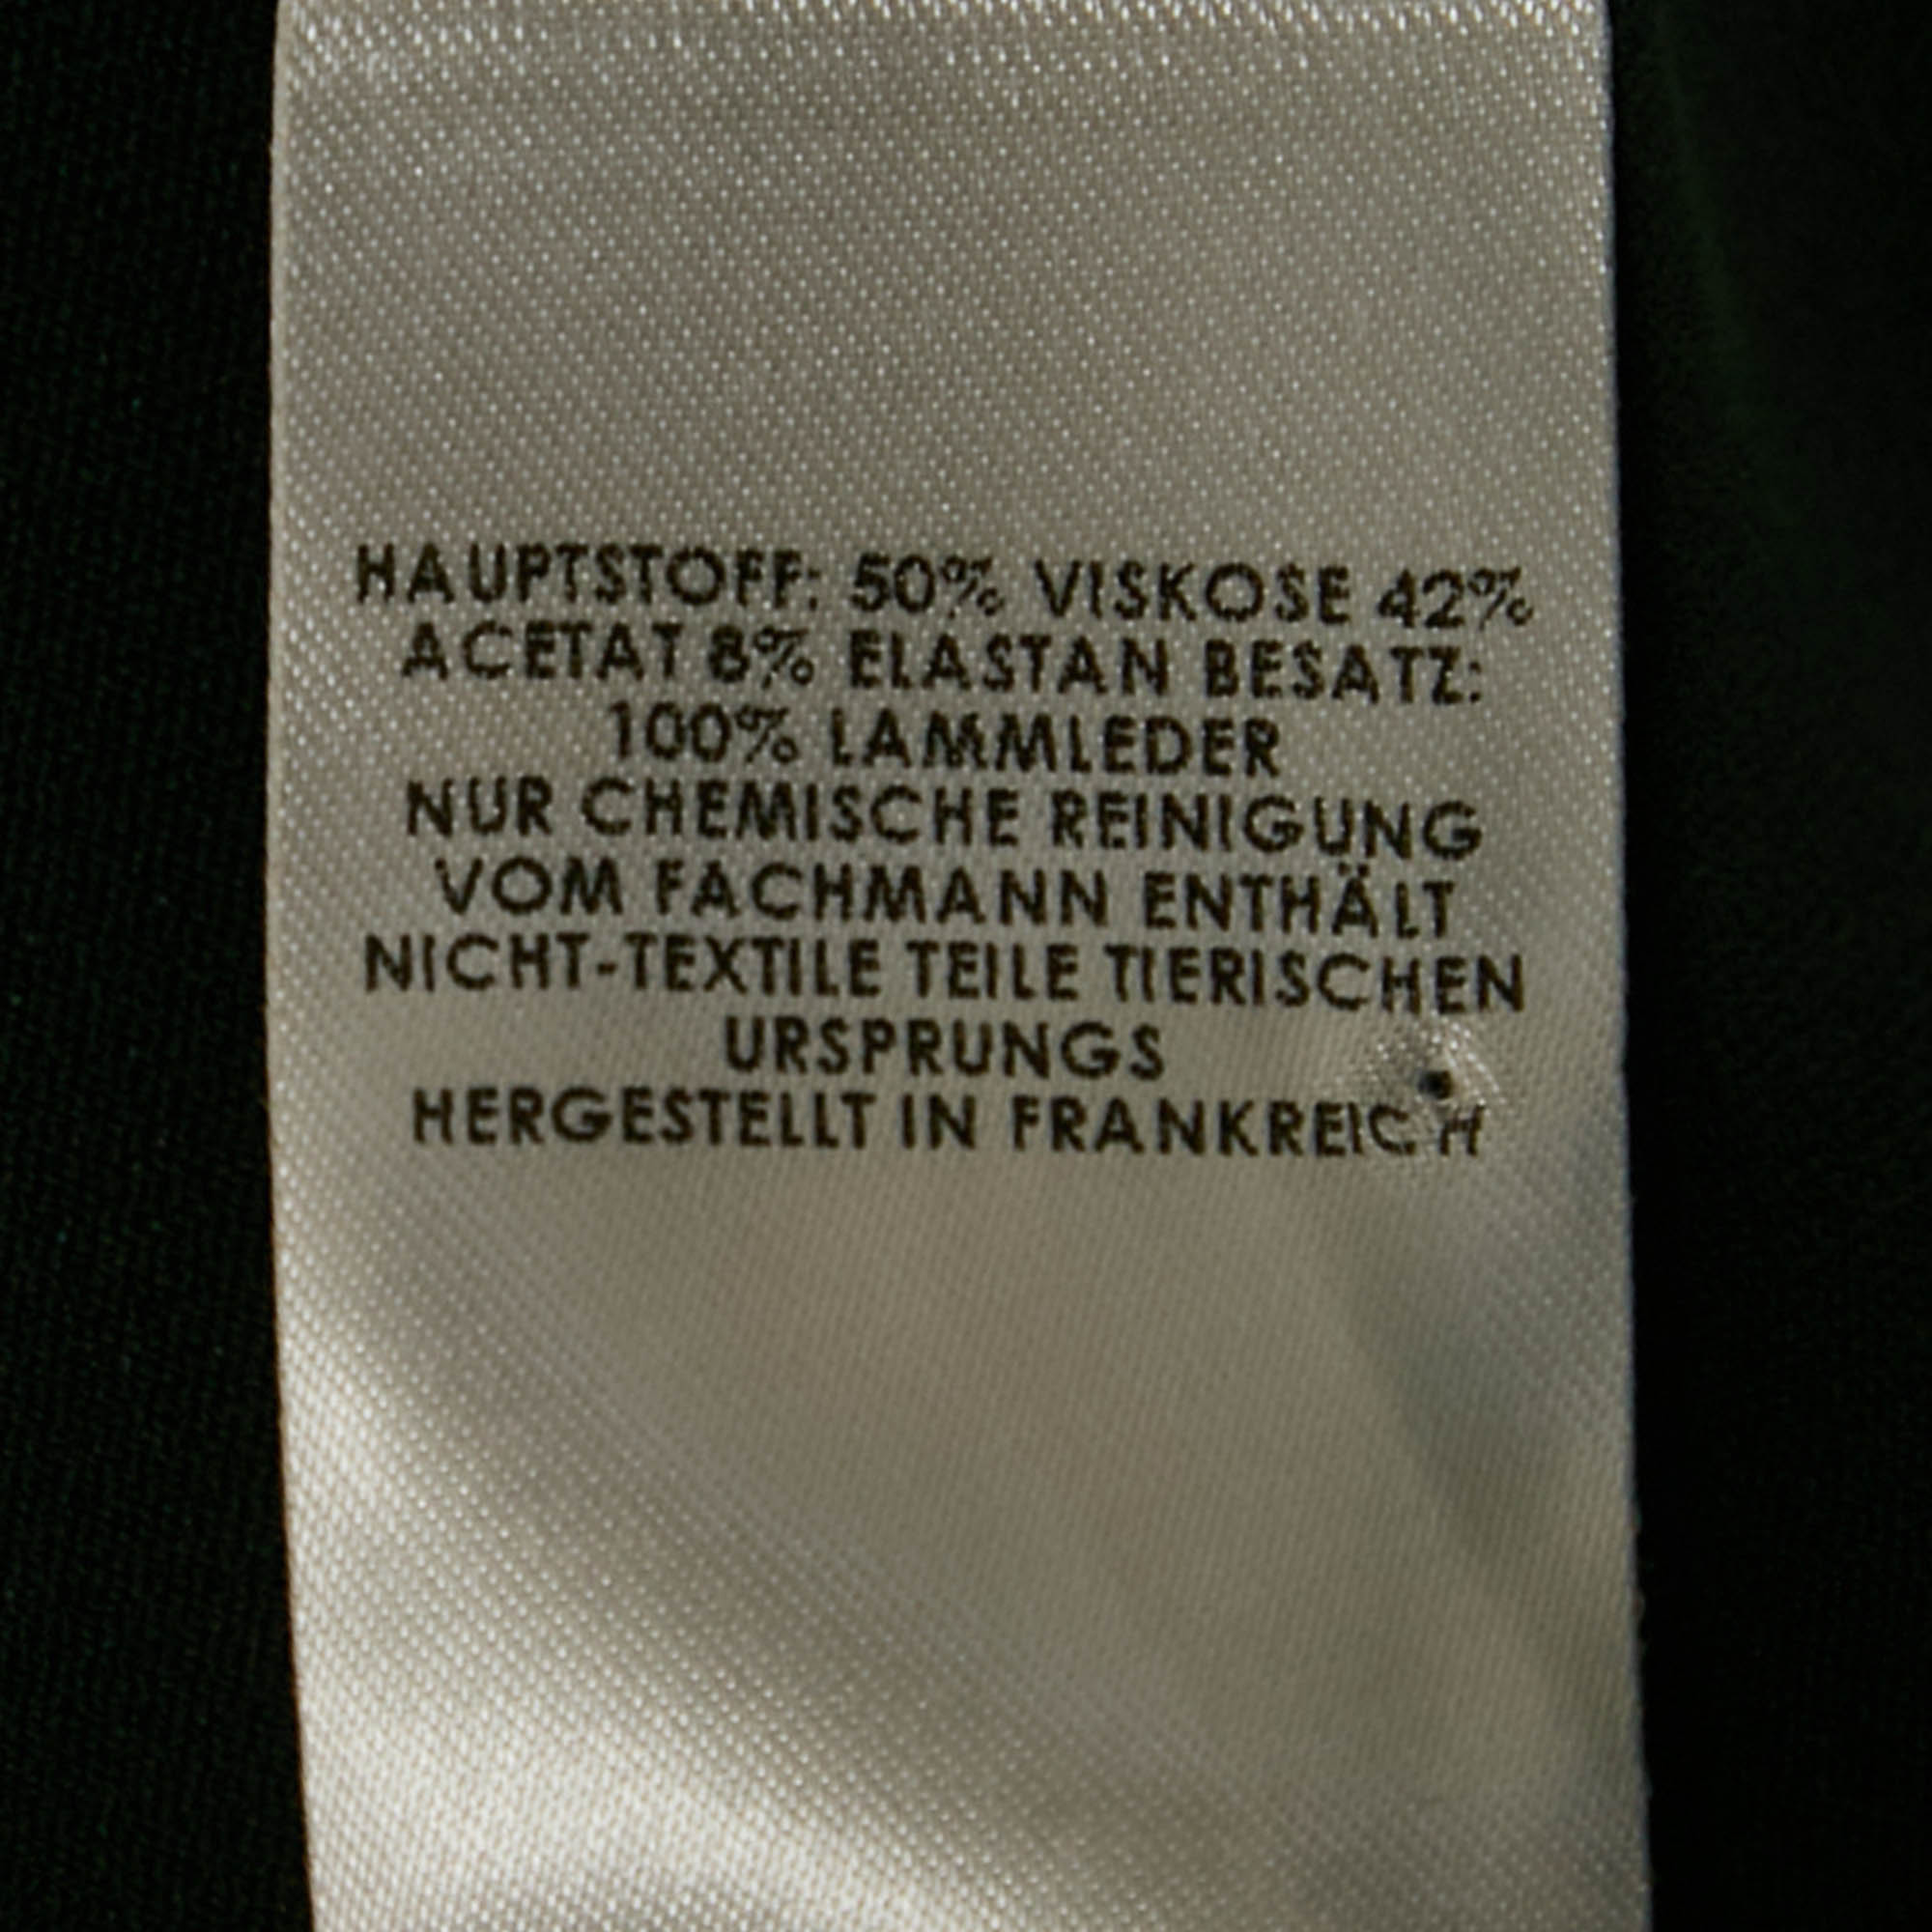 HAUPTSTOFF: 50% VISKOSE 42%
ACETAT 8% ELASTAN BESATZ:
100% LAMMLEDER
NUR CHEMISCHE REINIGUNG
VOM FACHMANN ENTHÄLT
NICHT-TEXTILE TEILE TIERISCHEN
URSPRUNGS
HERGESTELLT IN FRANKREICH